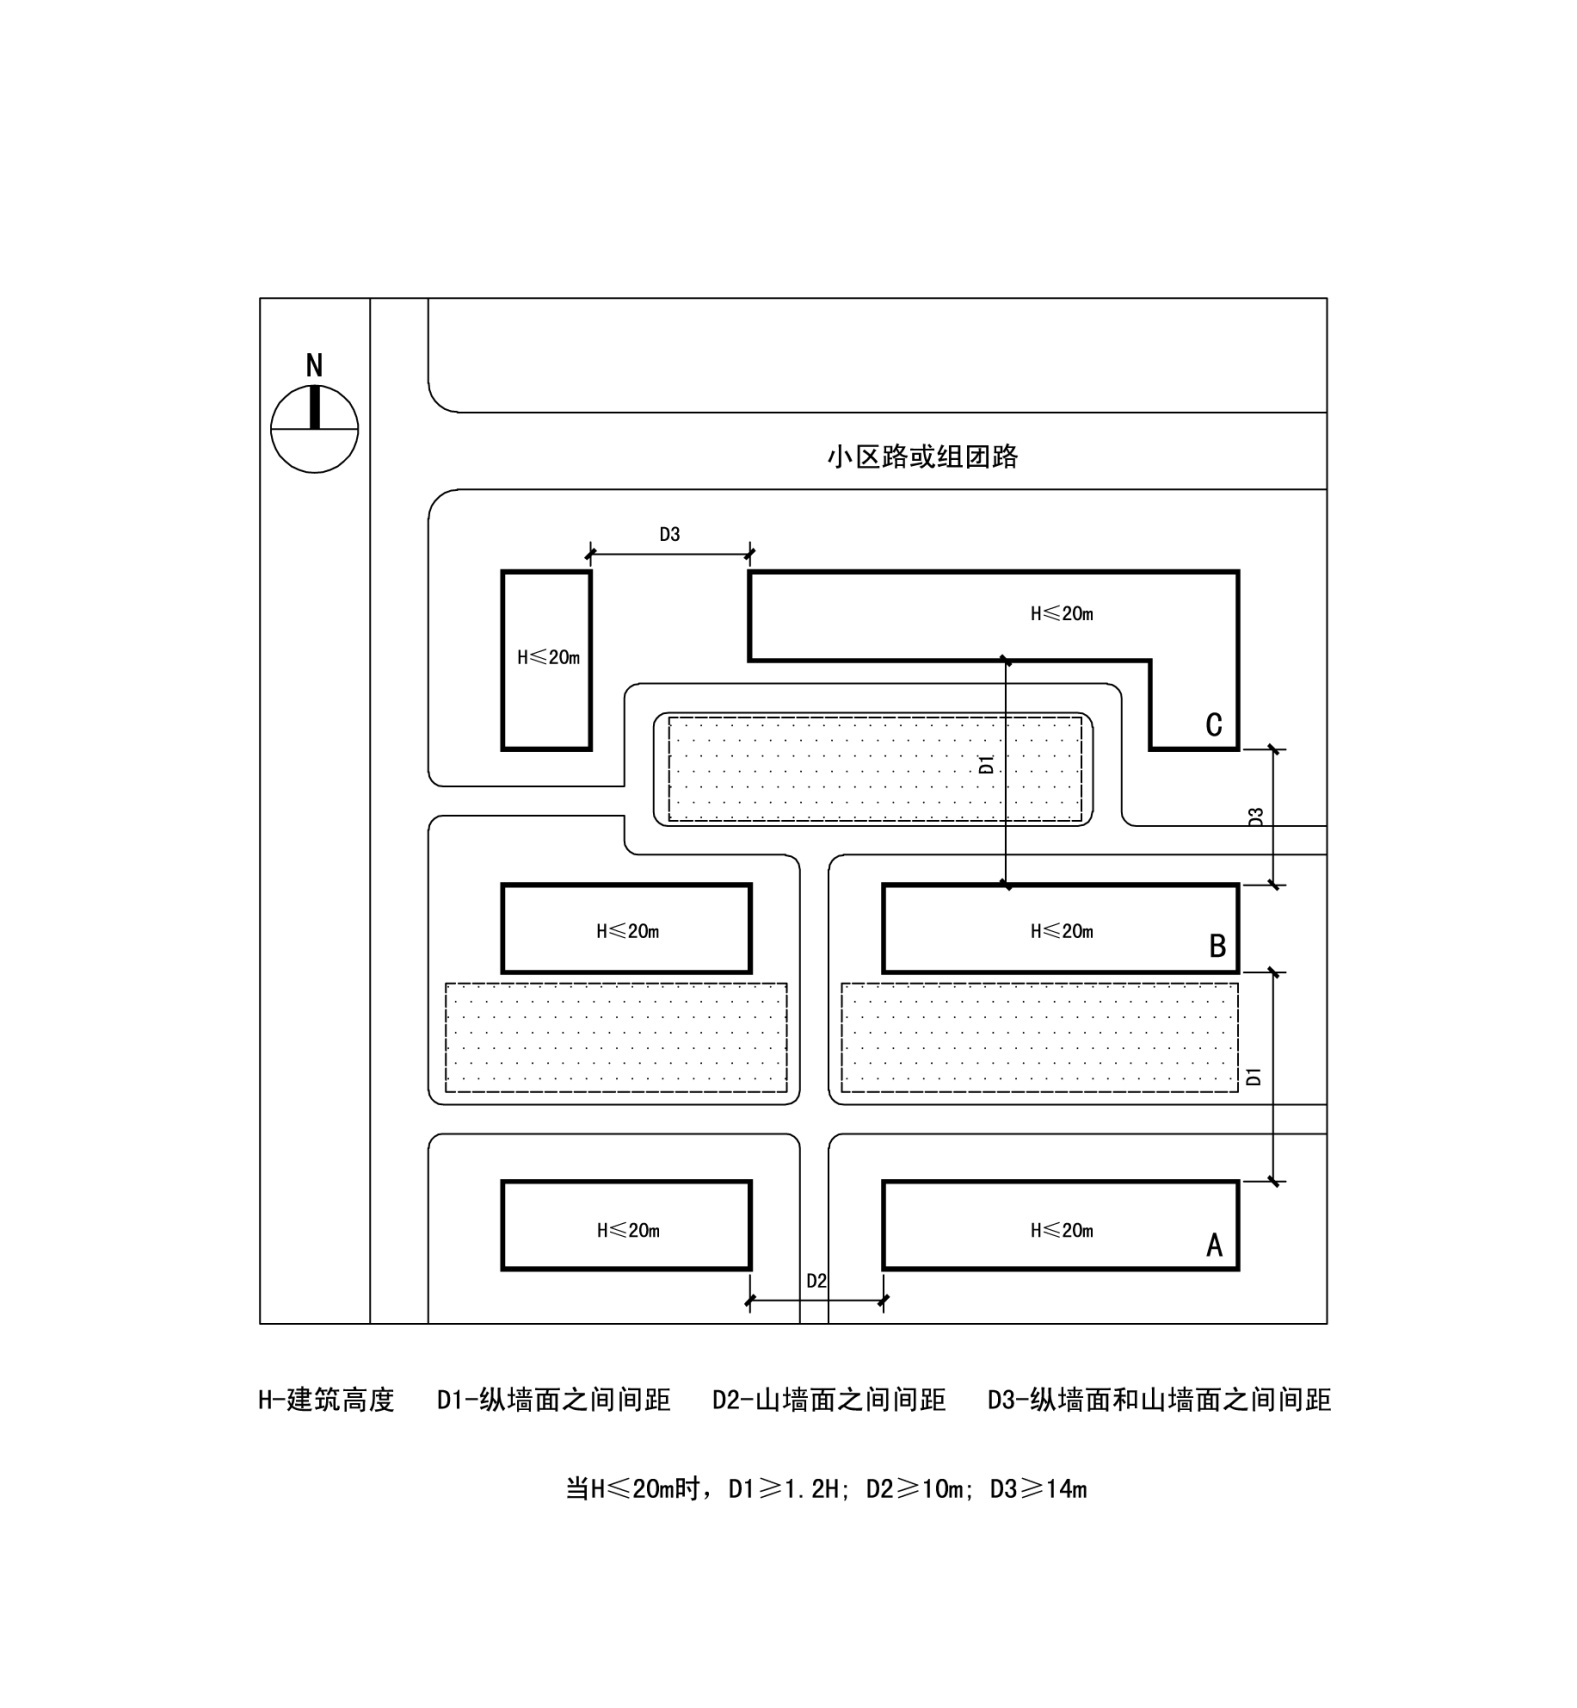 N
小区路或组团路
D3
H≤20m
H≤20m
C
D1
D3
H≤20m
H≤20m
B
D1
H≤20m
H≤20m
A
D2
H-建筑高度 D1-纵墙面之间间距 D2-山墙面之间间距 D3-纵墙面和山墙面之间间距
当H≤20m时，D1≥1.2H; D2≥10m; D3≥14m